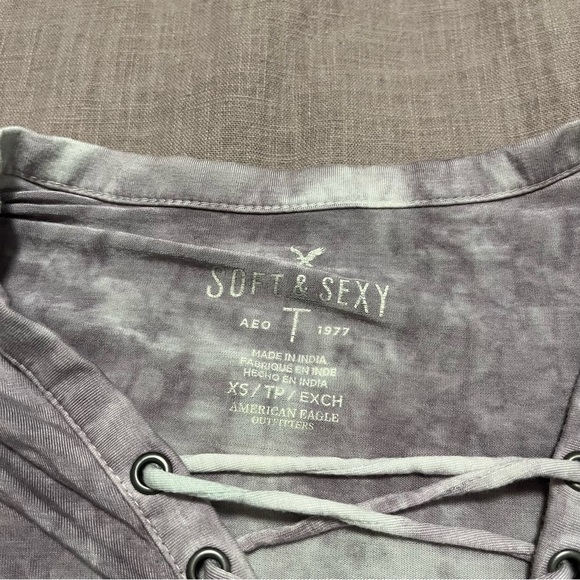 SOFT & SEXY
AEO T 1977
MADE IN INDIA
FABRIQUE EN INDE
HECHO EN INDIA
XS / TP / EXCH
AMERICAN EAGLE
OUTFITTERS